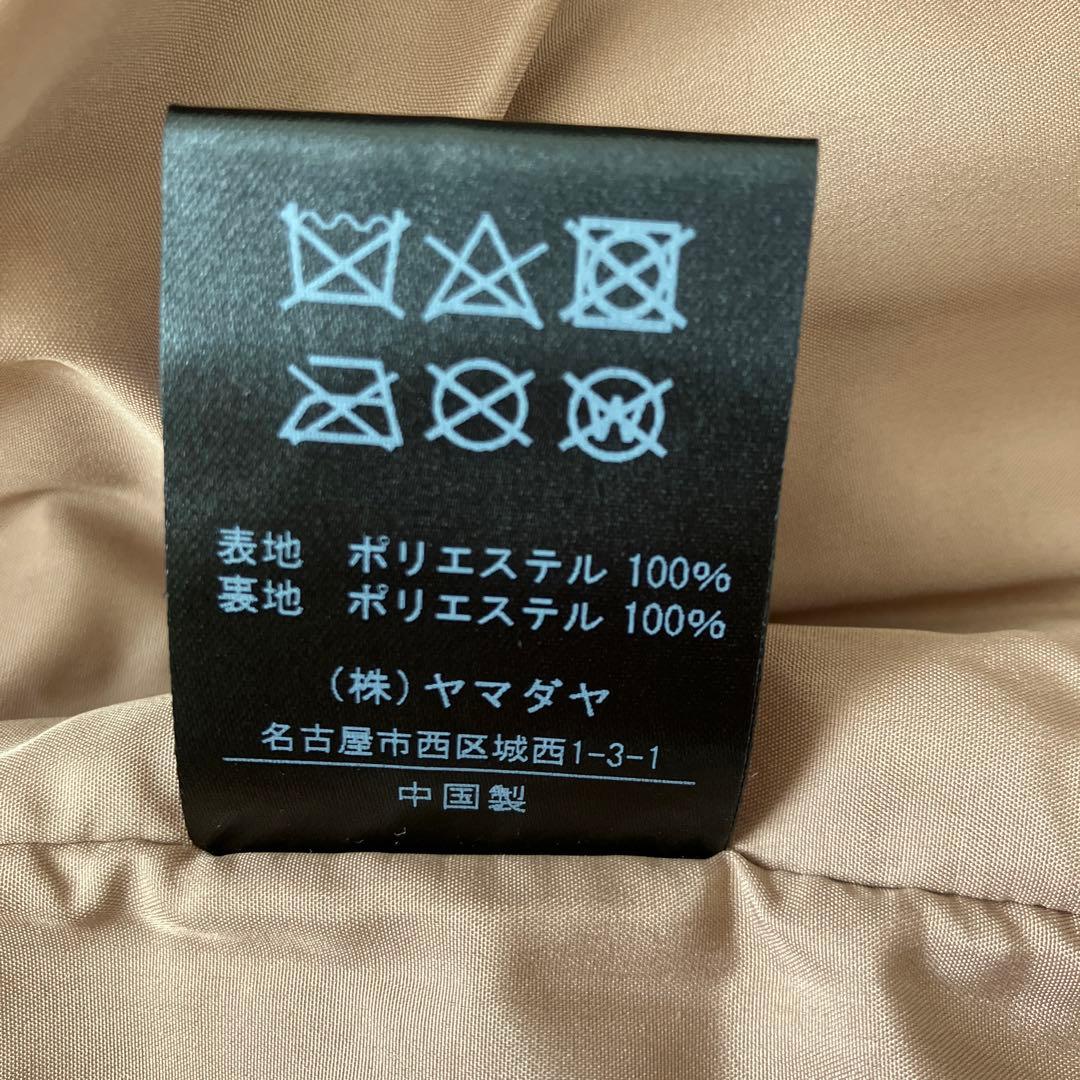 表地 ポリエステル 100%
裏地 ポリエステル 100%
(株)ヤマダヤ
名古屋市西区城西1-3-1
中国製